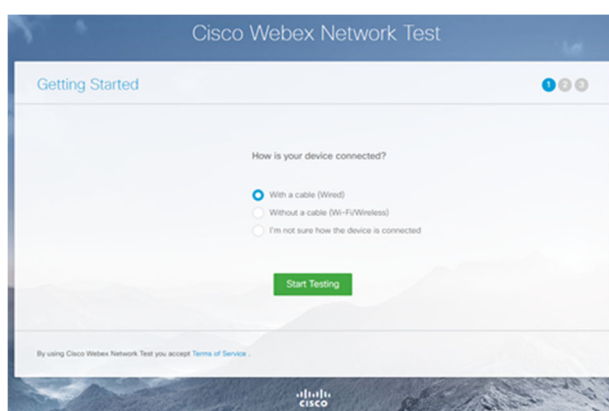 Cisco Webex Network Test
Getting Started
1 2 3
How is your device connected?
With a cable (Wired)
Without a cable (Wi-Fi/Wireless)
I'm not sure how the device is connected
Start Testing
By using Cisco Webex Network Test you accept Terms of Service .
CISCO